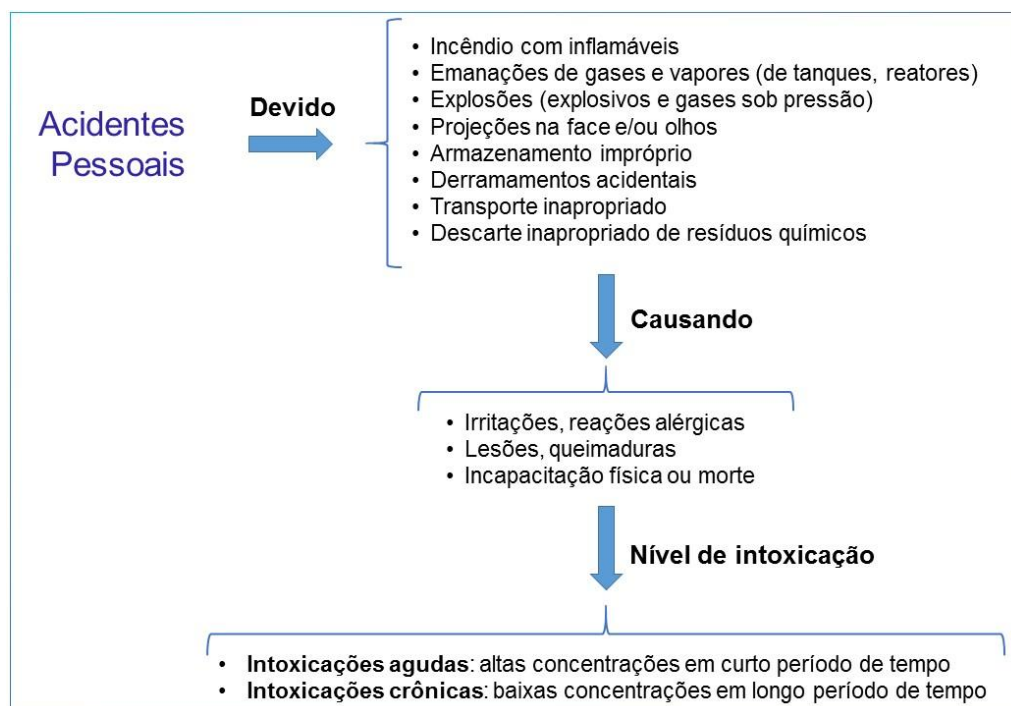 Acidentes
Pessoais
Devido
• Incêndio com inflamáveis
• Emanações de gases e vapores (de tanques, reatores)
• Explosões (explosivos e gases sob pressão)
• Projeções na face e/ou olhos
• Armazenamento impróprio
• Derramamentos acidentais
• Transporte inapropriado
• Descarte inapropriado de resíduos químicos
Causando
• Irritações, reações alérgicas
• Lesões, queimaduras
• Incapacitação física ou morte
Nível de intoxicação
• Intoxicações agudas: altas concentrações em curto período de tempo
• Intoxicações crônicas: baixas concentrações em longo período de tempo